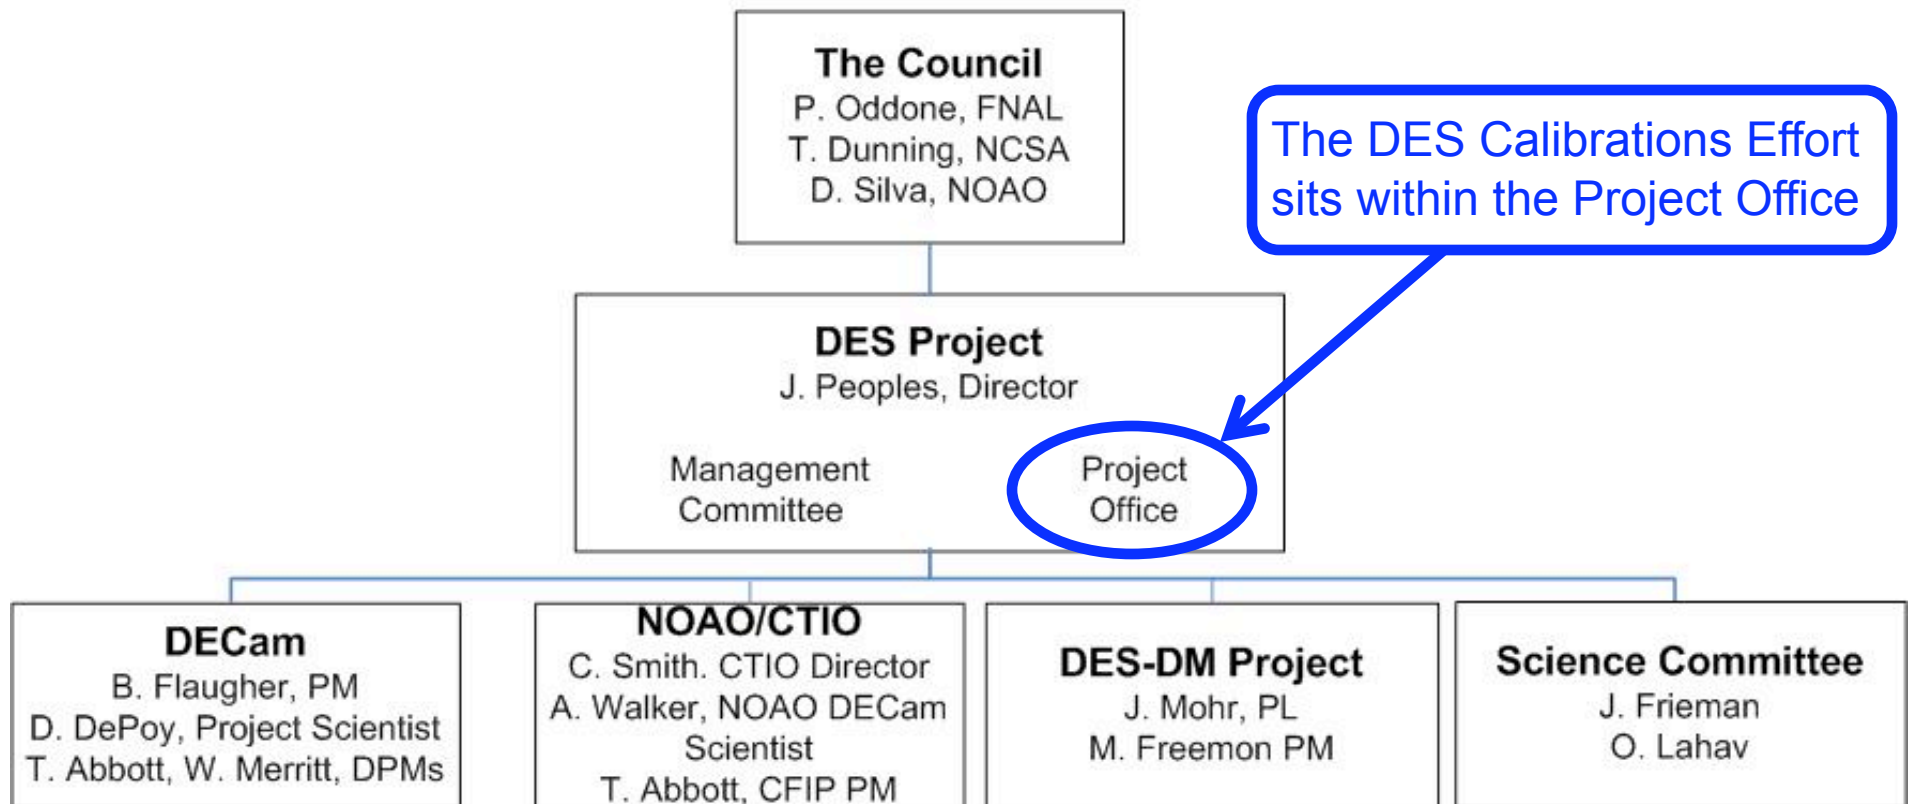 The Council
P. Oddone, FNAL
T. Dunning, NCSA
D. Silva, NOAO
The DES Calibrations Effort
sits within the Project Office
DES Project
J. Peoples, Director
Management
Committee
Project
Office
DECam
B. Flaugher, PM
D. DePoy, Project Scientist
T. Abbott, W. Merritt, DPMs
NOAO/CTIO
C. Smith. CTIO Director
A. Walker, NOAO DECam
Scientist
T. Abbott, CFIP PM
DES-DM Project
J. Mohr, PL
M. Freemon PM
Science Committee
J. Frieman
O. Lahav